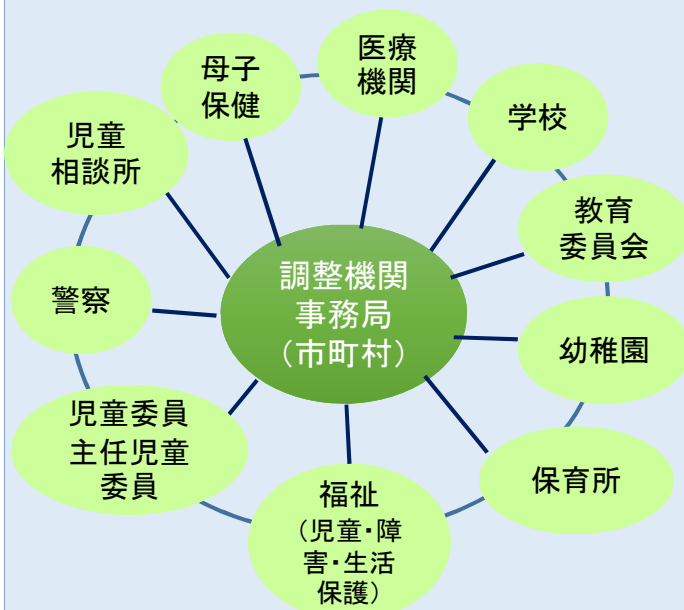 医療
機関
母子
保健
学校
児童
相談所
教育
委員会
調整機関
事務局
（市町村）
警察
幼稚園
児童委員
主任児童
委員
保育所
福祉
（児童・障
害・生活
保護）